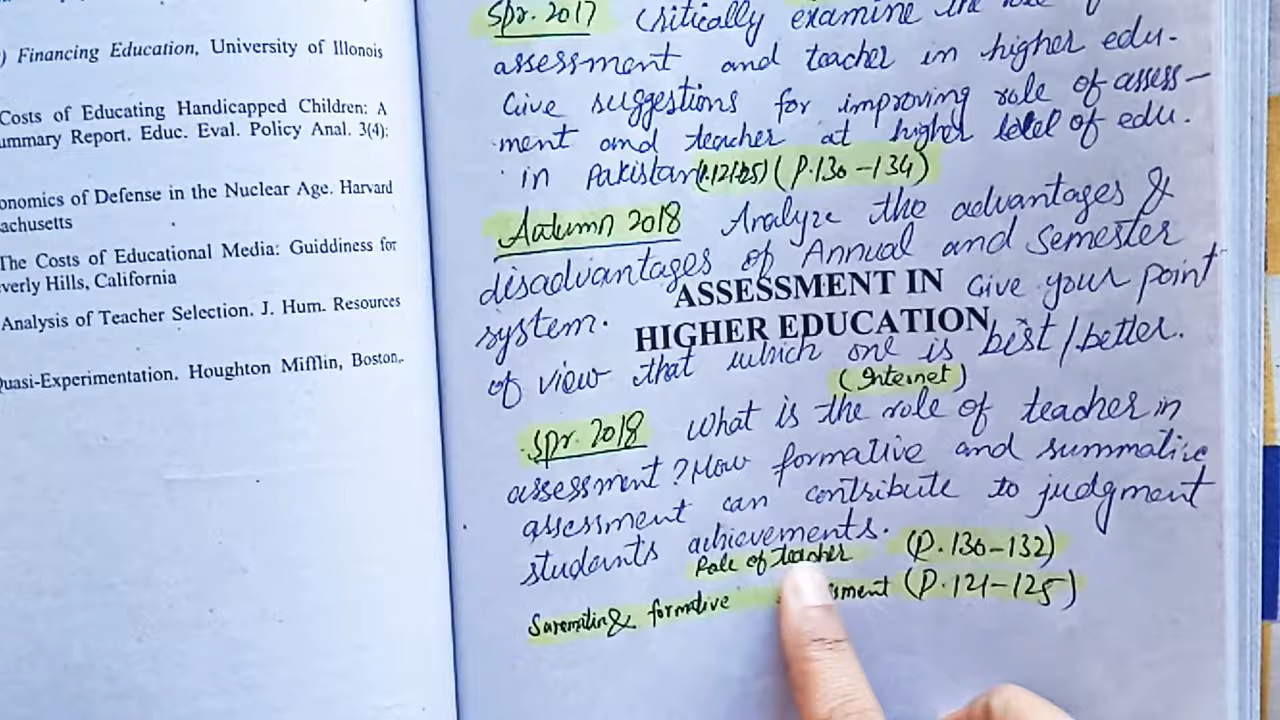 ) Financing Education, University of Illonois
Costs of Educating Handicapped Children: A
ummary Report. Educ. Eval. Policy Anal. 3(4):
onomics of Defense in the Nuclear Age. Harvard
achusetts
The Costs of Educational Media: Guiddiness for
verly Hills, California
Analysis of Teacher Selection. J. Hum. Resources
Quasi-Experimentation. Houghton Mifflin, Boston,.
Spr. 2017 Critically examine the role of
assessment and teacher in higher edu.
Give suggestions for improving role of assess-
ment and teacher at higher level of edu.
in Pakistan (P.121-125) (P.130-134)
Autumn 2018 Analyze the advantages &
disadvantages of Annual and Semester
system. Give your point
ASSESSMENT IN
HIGHER EDUCATION
of view that which one is best/better.
(Internet)
Spr. 2018 What is the role of teacher in
assessment? How formative and summative
assessment can contribute to judgment
students achievements.
Role of teacher (P.130-132)
& formative (P.121-125)